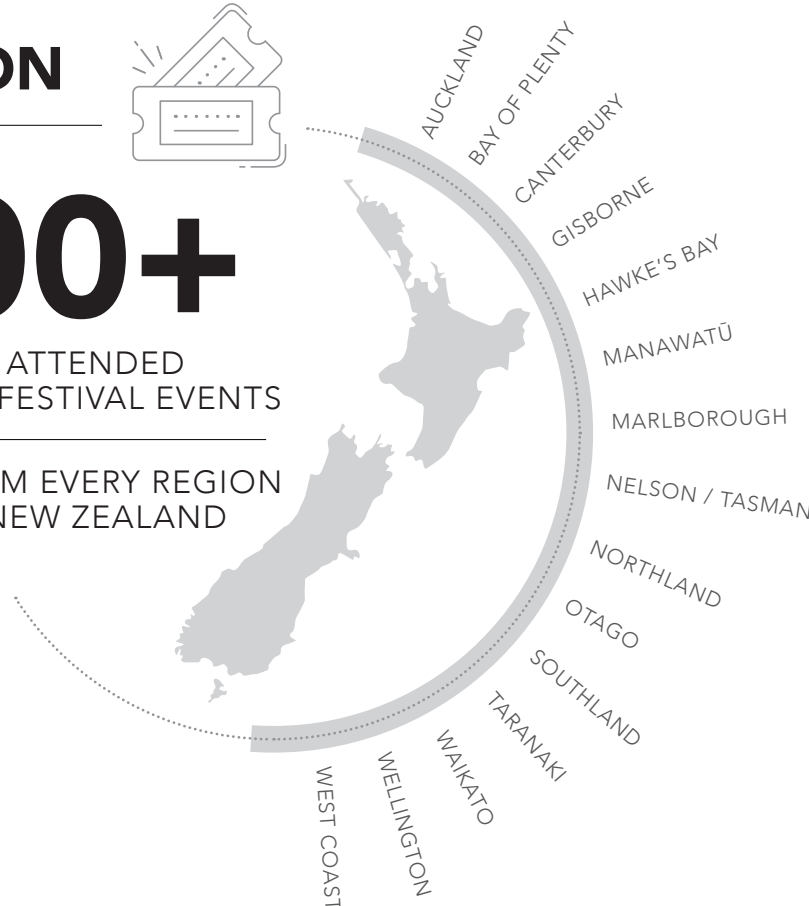 ON
00+
ATTENDED
FESTIVAL EVENTS
M EVERY REGION
NEW ZEALAND
AUCKLAND
BAY OF PLENTY
CANTERBURY
GISBORNE
HAWKE'S BAY
MANAWATŪ
MARLBOROUGH
NELSON / TASMAN
NORTHLAND
OTAGO
SOUTHLAND
TARANAKI
WAIKATO
WELLINGTON
WEST COAST